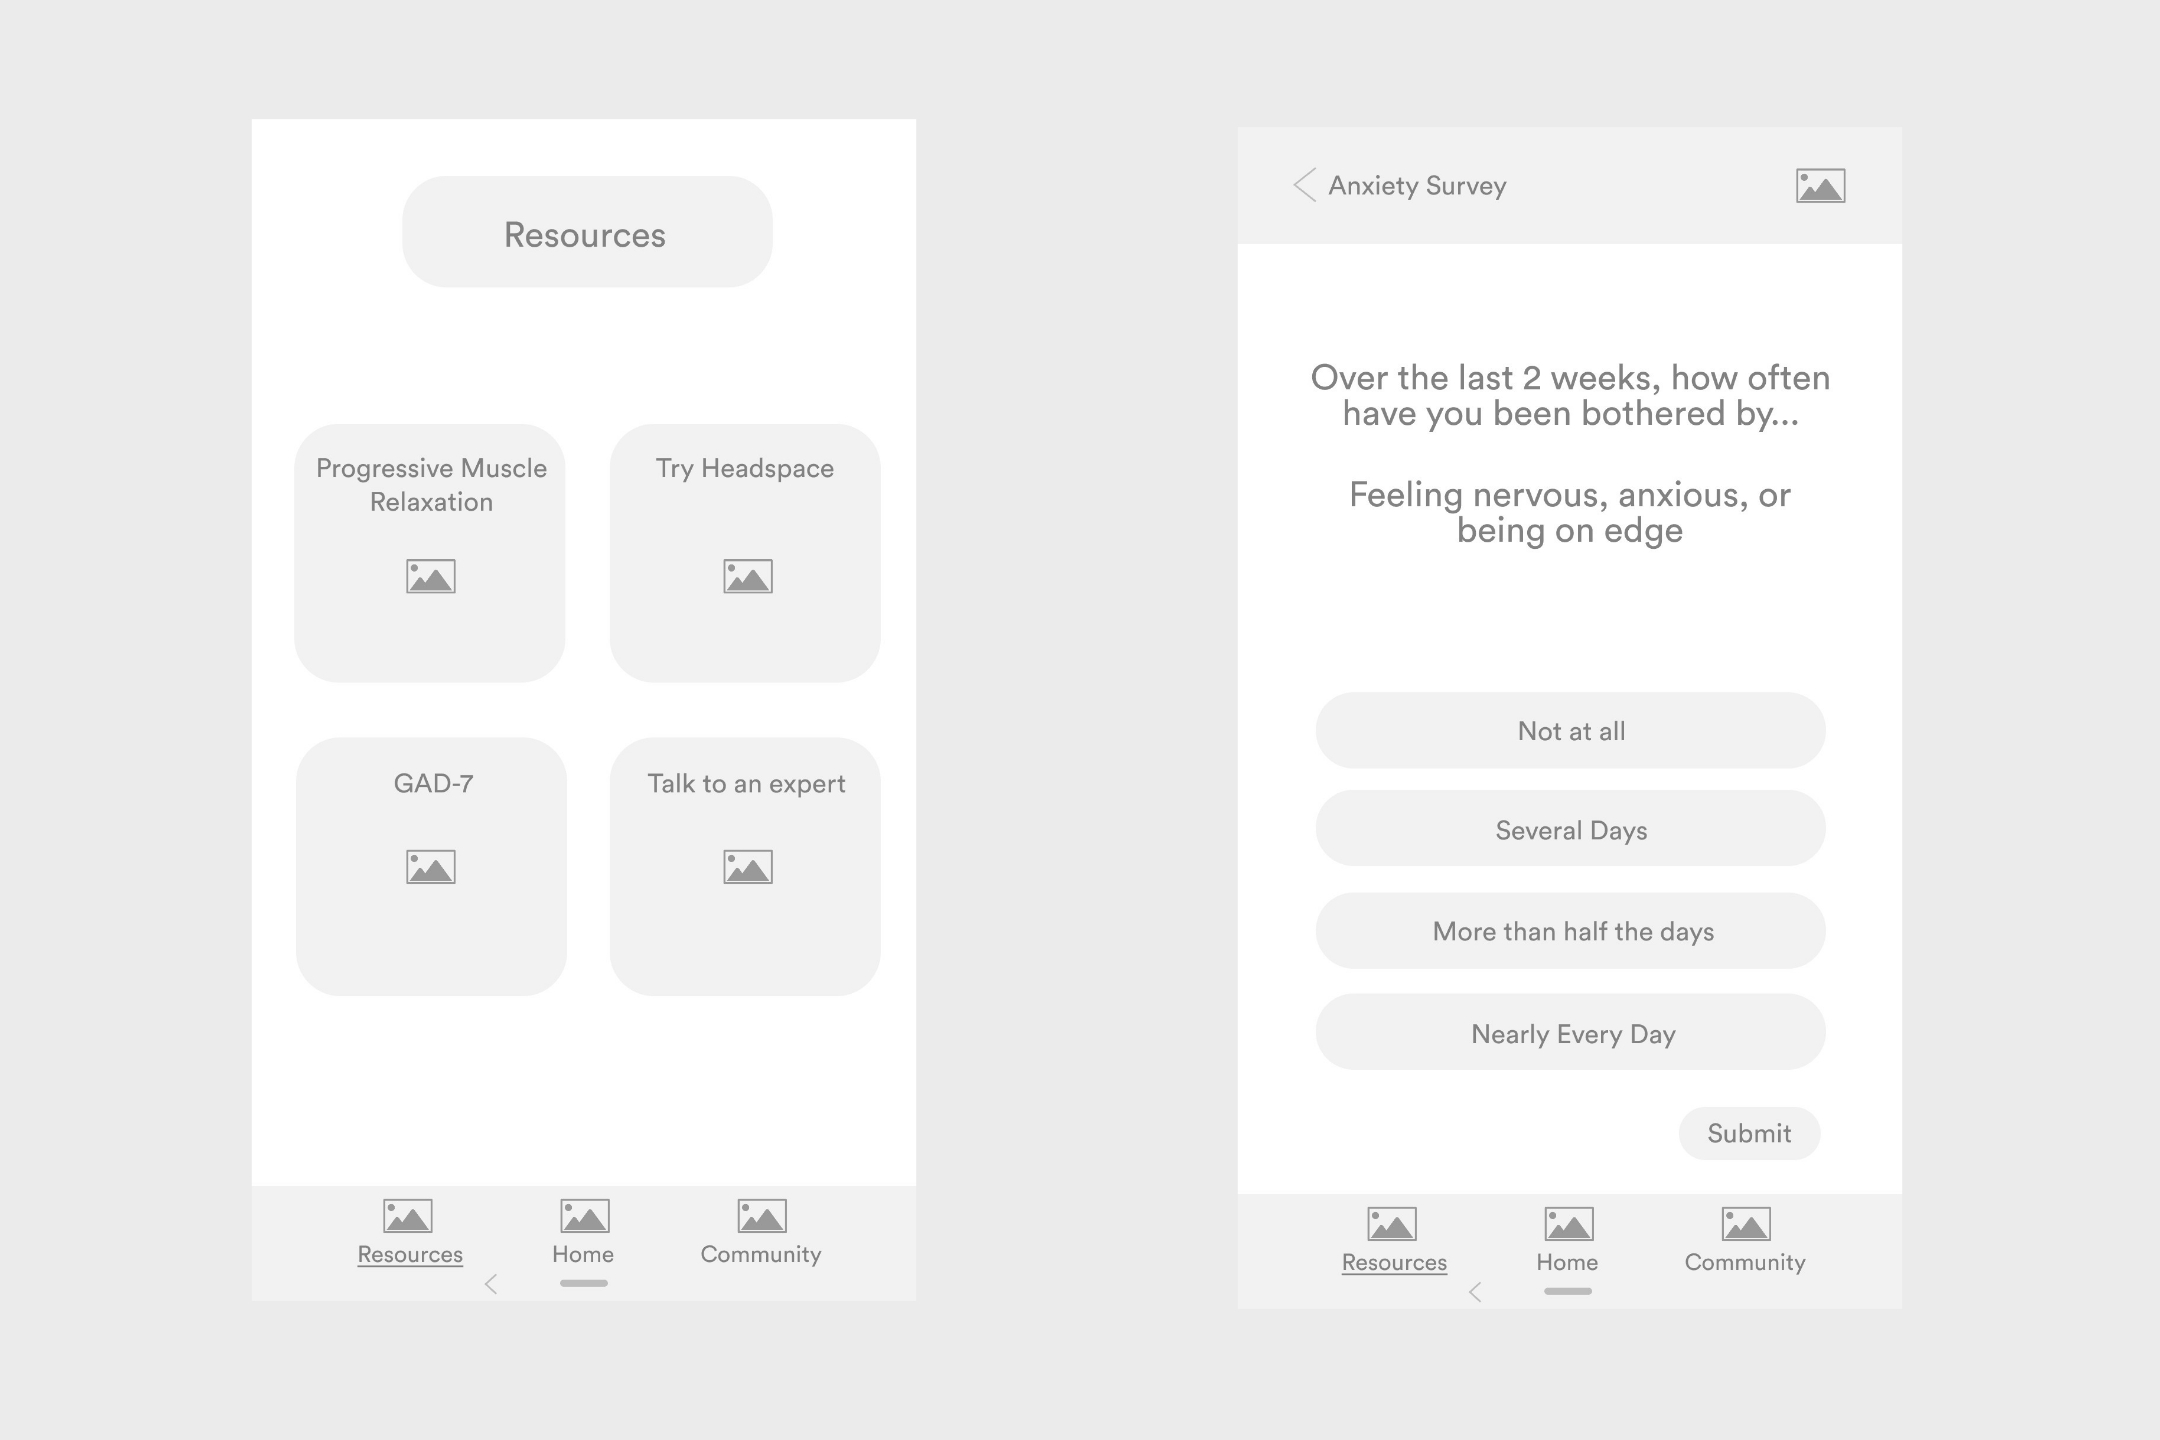 Resources
Progressive Muscle
Relaxation
Try Headspace
GAD-7
Talk to an expert
Resources
Home
Community
Anxiety Survey
Over the last 2 weeks, how often
have you been bothered by...
Feeling nervous, anxious, or
being on edge
Not at all
Several Days
More than half the days
Nearly Every Day
Submit
Resources
Home
Community